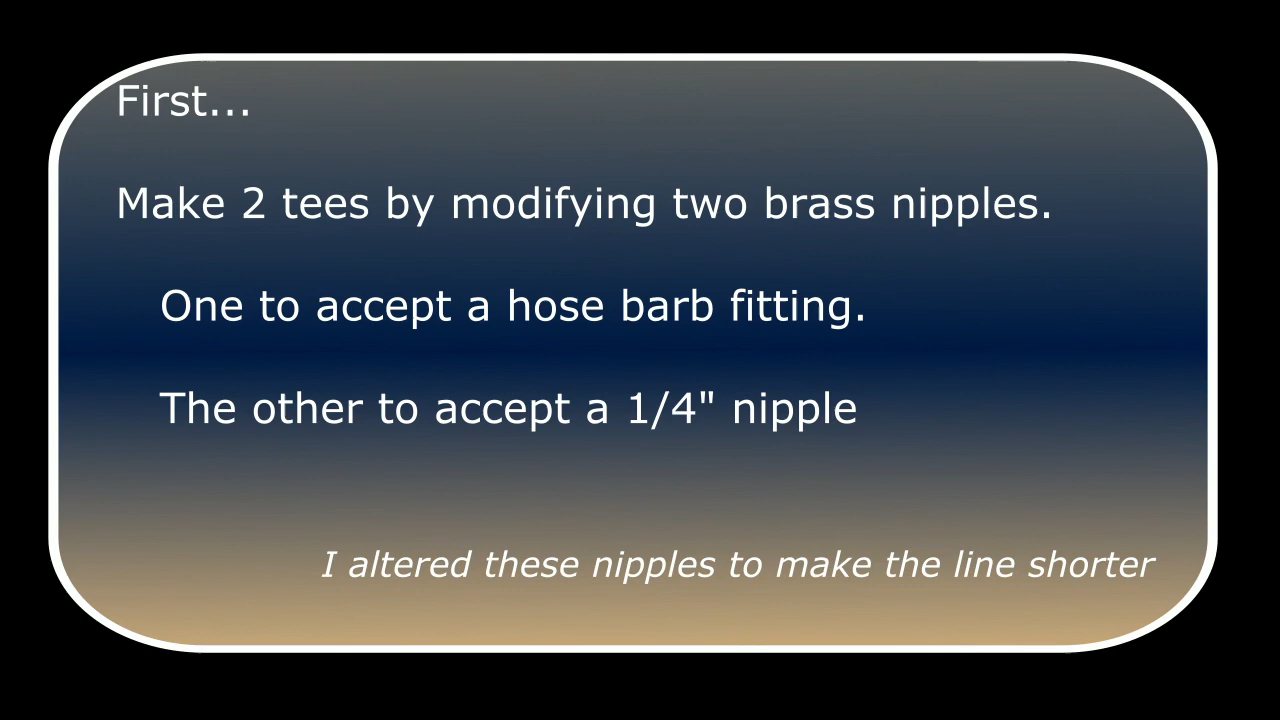 First...
Make 2 tees by modifying two brass nipples.
One to accept a hose barb fitting.
The other to accept a 1/4" nipple
I altered these nipples to make the line shorter